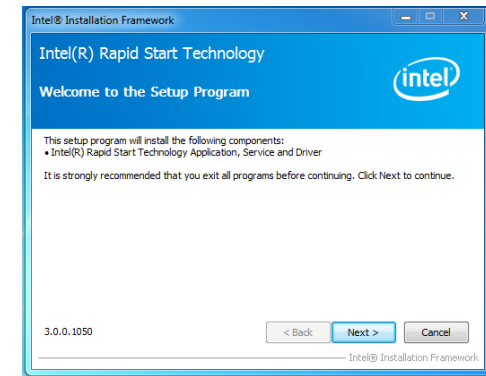 Intel® Installation Framework
Intel(R) Rapid Start Technology
Welcome to the Setup Program
intel®
This setup program will install the following components:
• Intel(R) Rapid Start Technology Application, Service and Driver
It is strongly recommended that you exit all programs before continuing. Click Next to continue.
3.0.0.1050
< Back Next > Cancel
Intel® Installation Framework